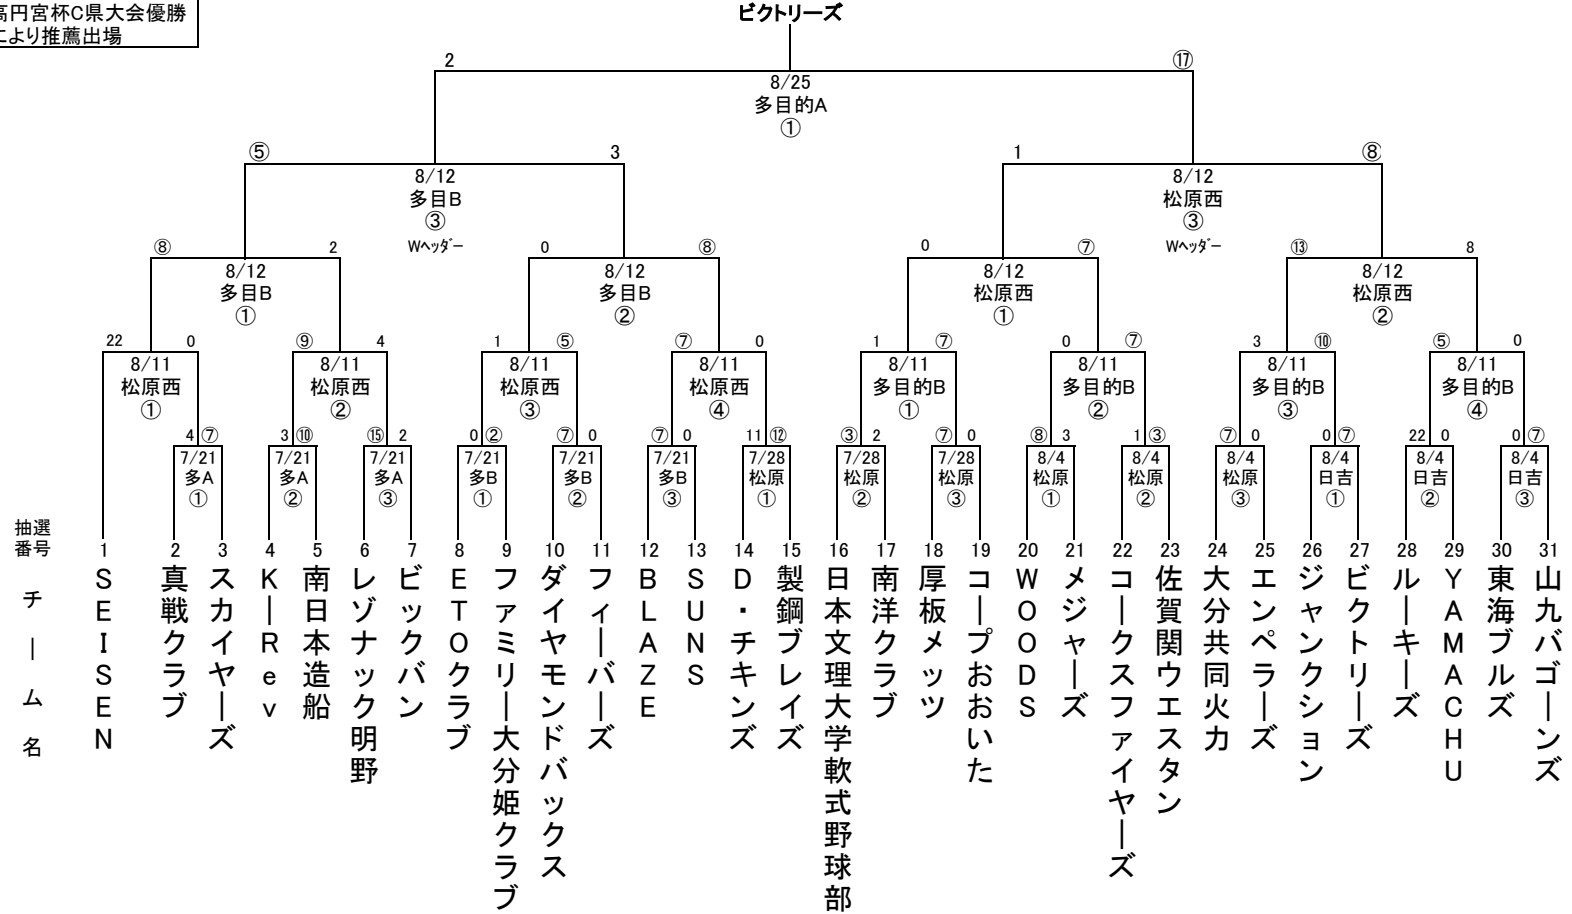 高円宮杯C県大会優勝
により推薦出場
ビクトリーズ
2 ⑰
8/25
多目的A
①
⑤ 3 1 ⑧
8/12 8/12
多目B 松原西
③ ③
Wヘッダー Wヘッダー
⑧ 2 0 ⑧ 0 ⑦ ⑬ 8
8/12 8/12 8/12 8/12
多目B 多目B 松原西 松原西
① ② ① ②
22 0 ⑨ 4 1 ⑤ ⑦ 0 1 ⑦ 0 ⑦ 3 ⑩ ⑤ 0
8/11 8/11 8/11 8/11 8/11 8/11 8/11 8/11
松原西 松原西 松原西 松原西 多目的B 多目的B 多目的B 多目的B
① ② ③ ④ ① ② ③ ④
4 ⑦ 3 ⑩ ⑮ 2 0 ② ⑦ 0 ⑦ 0 11 ⑫ ③ 2 ⑦ 0 ⑧ 3 1 ③ ⑦ 0 0 ⑦ 22 0 0 ⑦
7/21 7/21 7/21 7/21 7/21 7/21 7/28 7/28 7/28 8/4 8/4 8/4 8/4 8/4 8/4
多A 多A 多A 多B 多B 多B 松原 松原 松原 松原 松原 松原 日吉 日吉 日吉
① ② ③ ① ② ③ ① ② ③ ① ② ③ ① ② ③
抽選
番号
1 2 3 4 5 6 7 8 9 10 11 12 13 14 15 16 17 18 19 20 21 22 23 24 25 26 27 28 29 30 31
チーム名
SEISEN
真戦クラブ
スカイヤーズ
K―Rev
南日本造船
レゾナック明野
ビックバン
ETOクラブ
ファミリー大分姫クラブ
ダイヤモンドバックス
フィーバーズ
BLAZE
SUNS
D・チキンズ
製鋼ブレイズ
日本文理大学軟式野球部
南洋クラブ
厚板メッツ
コープおおいた
WOODS
メジャーズ
コークスファイヤーズ
佐賀関ウエスタン
大分共同火力
エンペラーズ
ジャンクション
ビクトリーズ
ルーキーズ
YAMACHU
東海ブルズ
山九バゴーンズ